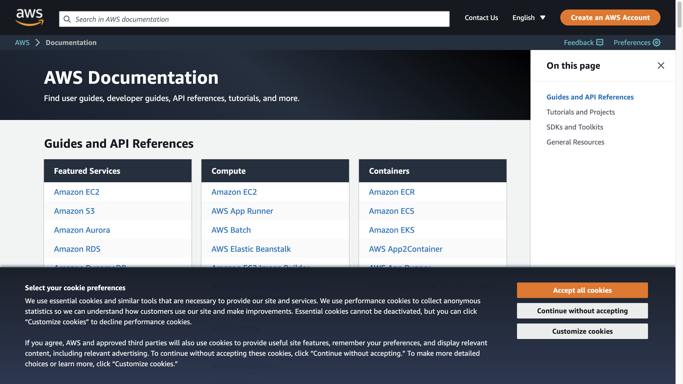 aws
Search in AWS documentation
Contact Us
English
Create an AWS Account
AWS
Documentation
Feedback
Preferences
AWS Documentation
Find user guides, developer guides, API references, tutorials, and more.
On this page
Guides and API References
Tutorials and Projects
SDKs and Toolkits
General Resources
Guides and API References
Featured Services
Amazon EC2
Amazon S3
Amazon Aurora
Amazon RDS
Compute
Amazon EC2
AWS App Runner
AWS Batch
AWS Elastic Beanstalk
Containers
Amazon ECR
Amazon ECS
Amazon EKS
AWS App2Container
Select your cookie preferences
We use essential cookies and similar tools that are necessary to provide our site and services. We use performance cookies to collect anonymous
statistics so we can understand how customers use our site and make improvements. Essential cookies cannot be deactivated, but you can click
“Customize cookies” to decline performance cookies.
If you agree, AWS and approved third parties will also use cookies to provide useful site features, remember your preferences, and display relevant
content, including relevant advertising. To continue without accepting these cookies, click “Continue without accepting.” To make more detailed
choices or learn more, click “Customize cookies.”
Accept all cookies
Continue without accepting
Customize cookies